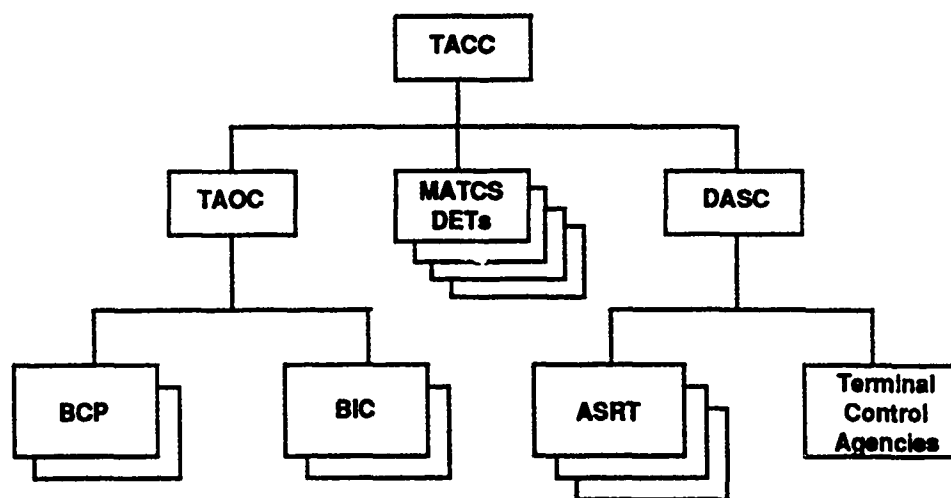 TACC
TAOC
MATCS
DETs
DASC
BCP
BIC
ASRT
Terminal
Control
Agencies